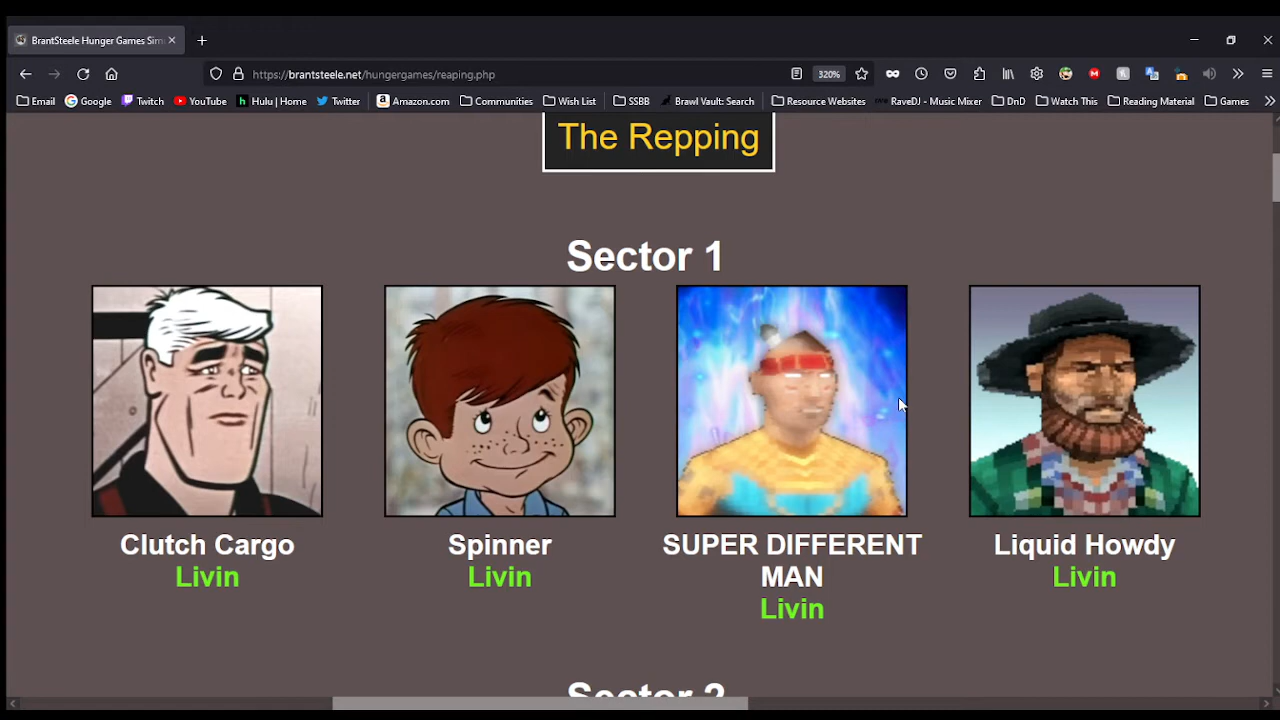 BrantSteele Hunger Games Sim
https://brantsteele.net/hungergames/reaping.php
320%
Email Google Twitch YouTube Hulu | Home Twitter Amazon.com Communities Wish List SSBB Brawl Vault: Search Resource Websites RaveDJ - Music Mixer DnD Watch This Reading Material Games
The Repping
Sector 1
Clutch Cargo Spinner SUPER DIFFERENT MAN Liquid Howdy
Livin Livin Livin Livin
Sector 2